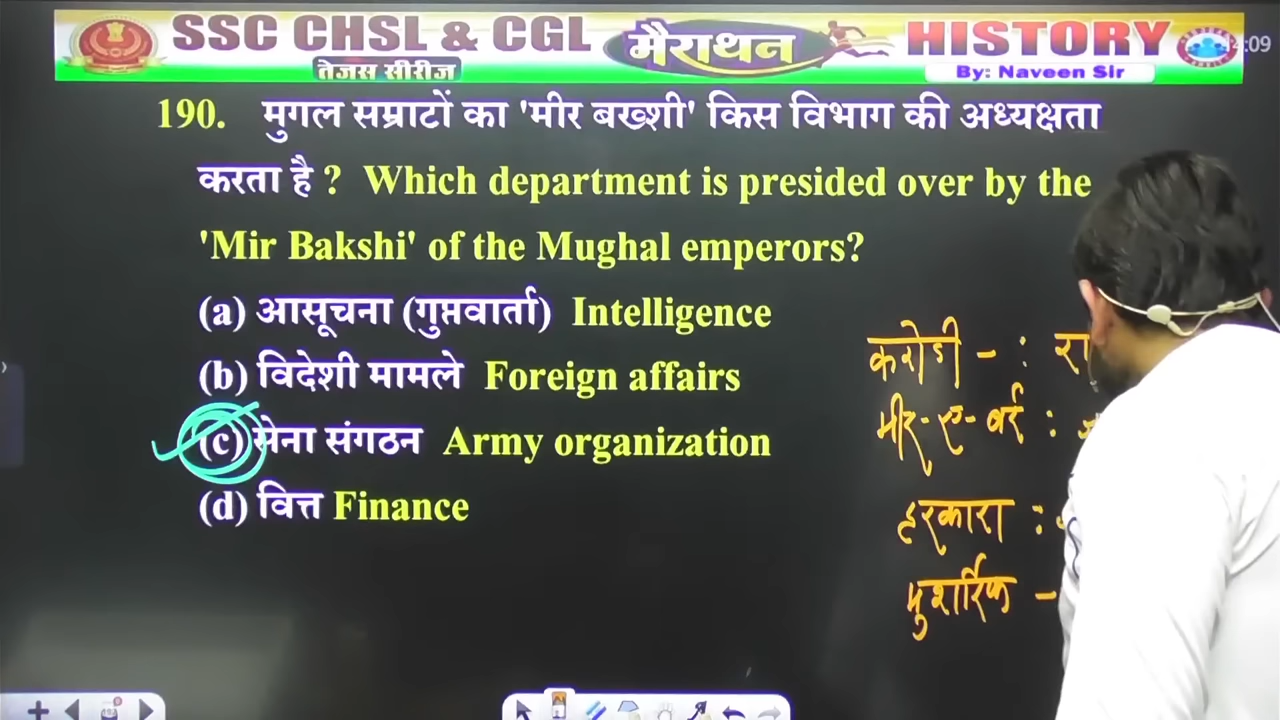 SSC CHSL & CGL
तेजस सीरीज
मैराथन
HISTORY
By: Naveen Sir
4:09
190. मुगल सम्राटों का 'मीर बख्शी' किस विभाग की अध्यक्षता
करता है ? Which department is presided over by the
'Mir Bakshi' of the Mughal emperors?
(a) आसूचना (गुप्तवार्ता) Intelligence
(b) विदेशी मामले Foreign affairs
(c) सेना संगठन Army organization
(d) वित्त Finance
करोडी - : रा
मीर-ए-बर्र :
हरकारा :
मुशर्रिफ -